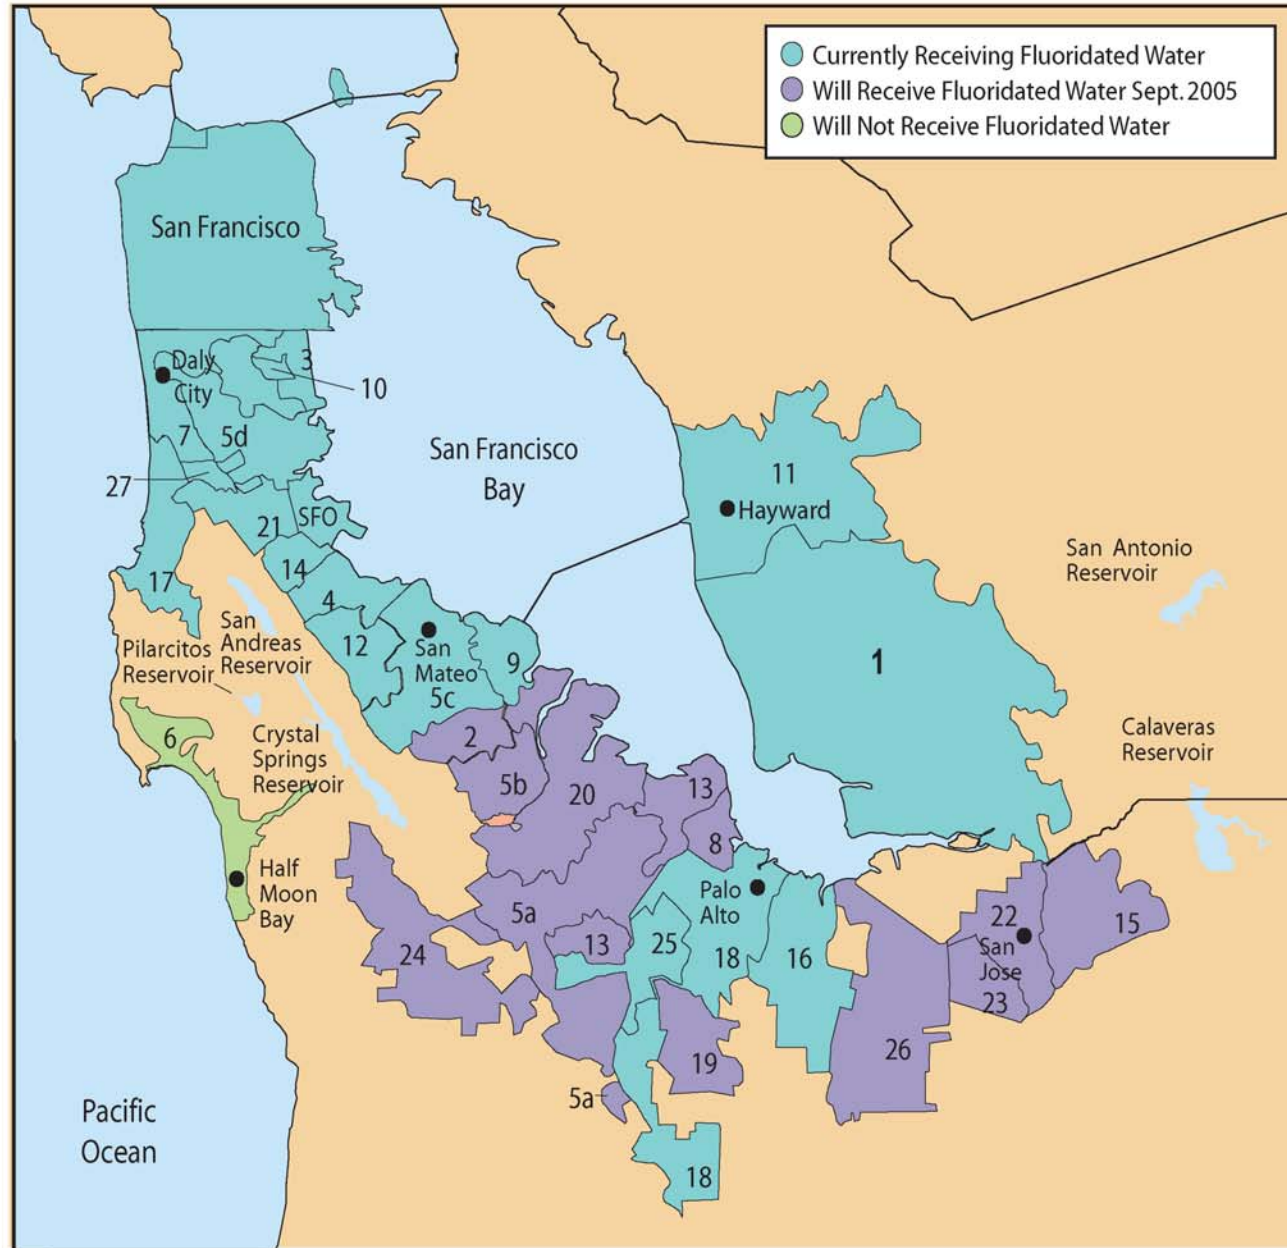 Currently Receiving Fluoridated Water
Will Receive Fluoridated Water Sept. 2005
Will Not Receive Fluoridated Water
San Francisco
Daly
City
3
10
7
5d
27
San Francisco
Bay
11
Hayward
21
SFO
14
17
4
12
San
Mateo
5c
9
San Antonio
Reservoir
San
Andreas
Reservoir
Pilarcitos
Reservoir
1
6
Crystal
Springs
Reservoir
2
5b
20
13
8
Calaveras
Reservoir
Half
Moon
Bay
Palo
Alto
5a
13
25
18
16
24
22
San
Jose
23
15
26
19
5a
18
Pacific
Ocean